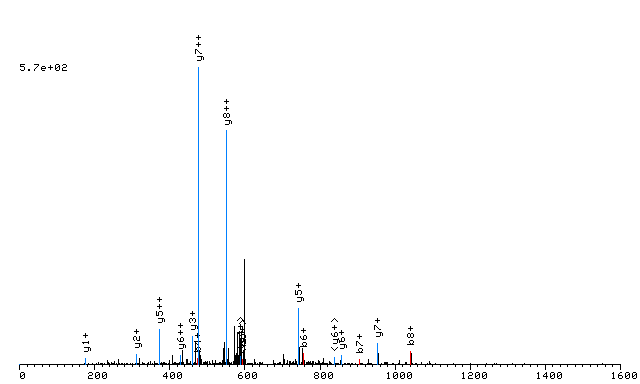 y7++
5.7e+02
y8++
y5+
y5++
y3+
<y6+>
y7+
b8+
y6++
y6+
b6+
y2+
y1+
b7+
0
200
400
600
800
1000
1200
1400
1600